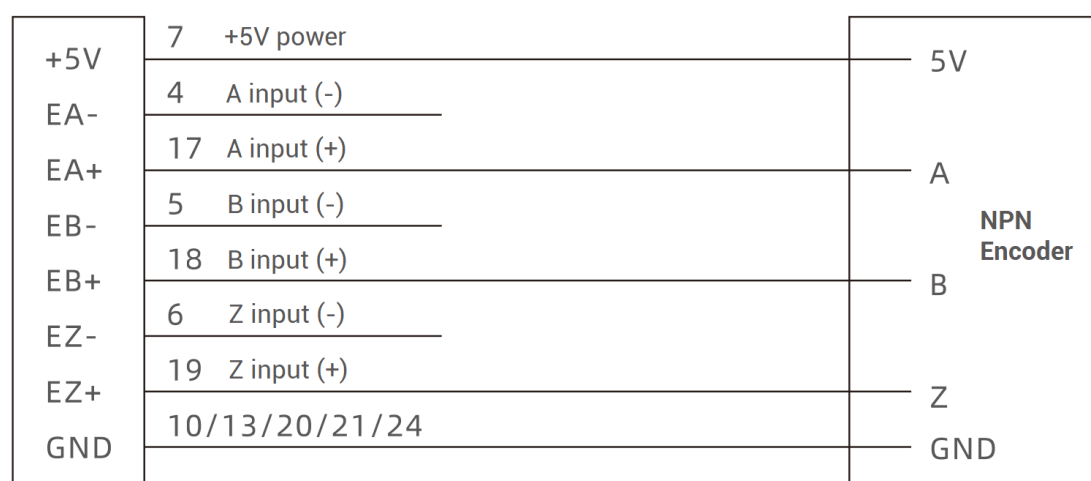 7 +5V power
+5V 5V
4 A input (-)
EA-
17 A input (+)
EA+ A
5 B input (-)
EB-
NPN
Encoder
18 B input (+)
EB+ B
6 Z input (-)
EZ-
19 Z input (+)
EZ+ Z
10/13/20/21/24
GND GND